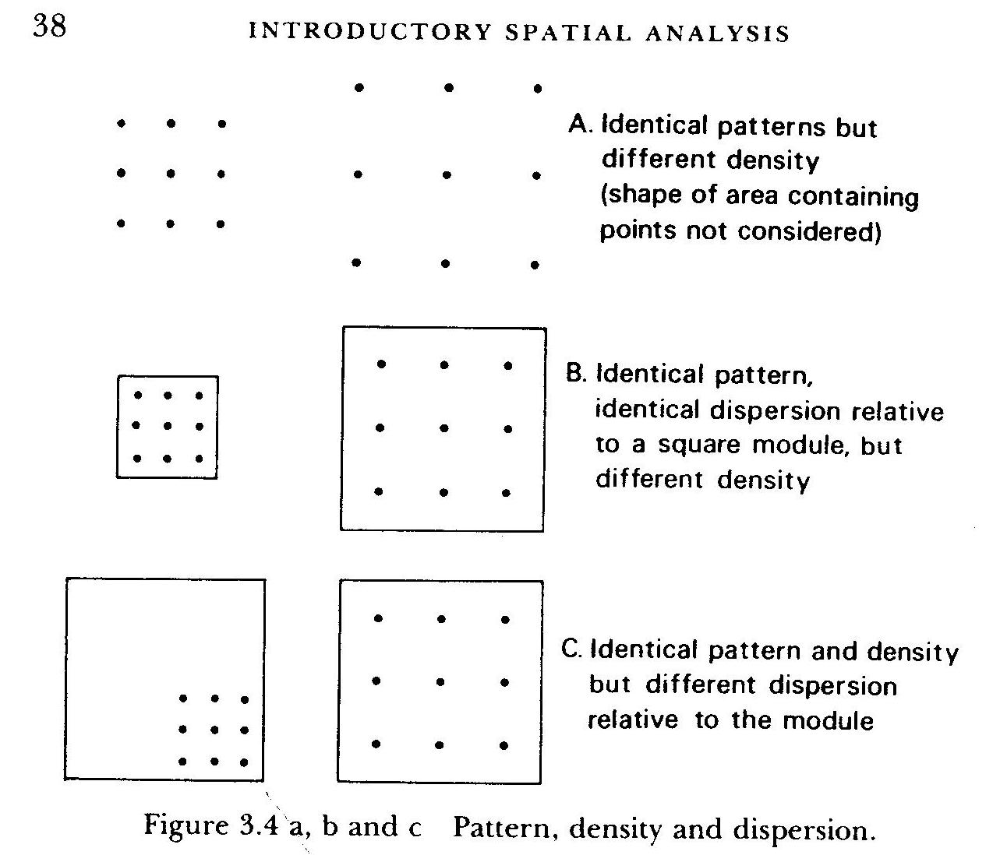 38
INTRODUCTORY SPATIAL ANALYSIS
A. Identical patterns but
different density
(shape of area containing
points not considered)
B. Identical pattern,
identical dispersion relative
to a square module, but
different density
C. Identical pattern and density
but different dispersion
relative to the module
Figure 3.4 a, b and c Pattern, density and dispersion.